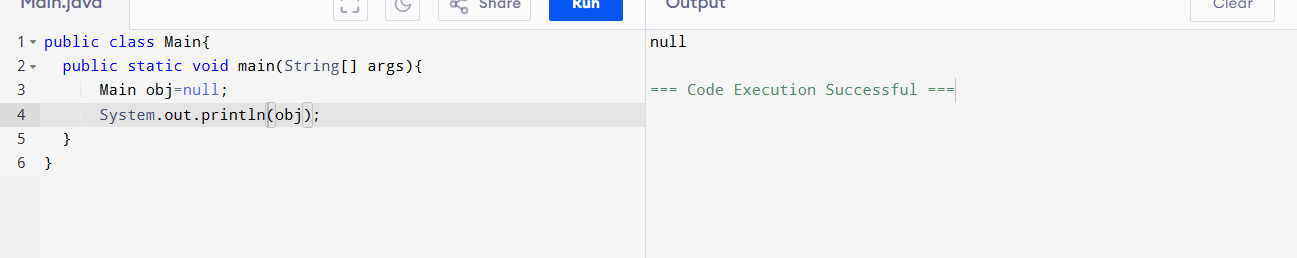 Main.java
Share
Run
Output
Clear
1 public class Main{
2 public static void main(String[] args){
3 Main obj=null;
4 System.out.println(obj);
5 }
6 }
null
=== Code Execution Successful ===